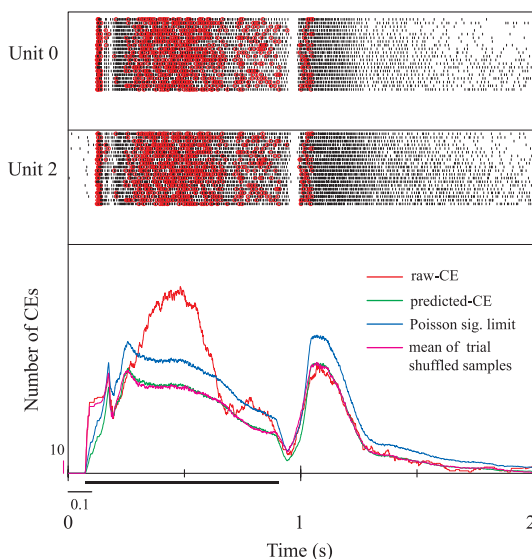 Unit 0
Unit 2
Number of CEs
raw-CE
predicted-CE
Poisson sig. limit
mean of trial
shuffled samples
10
0.1
0
1
2
Time (s)